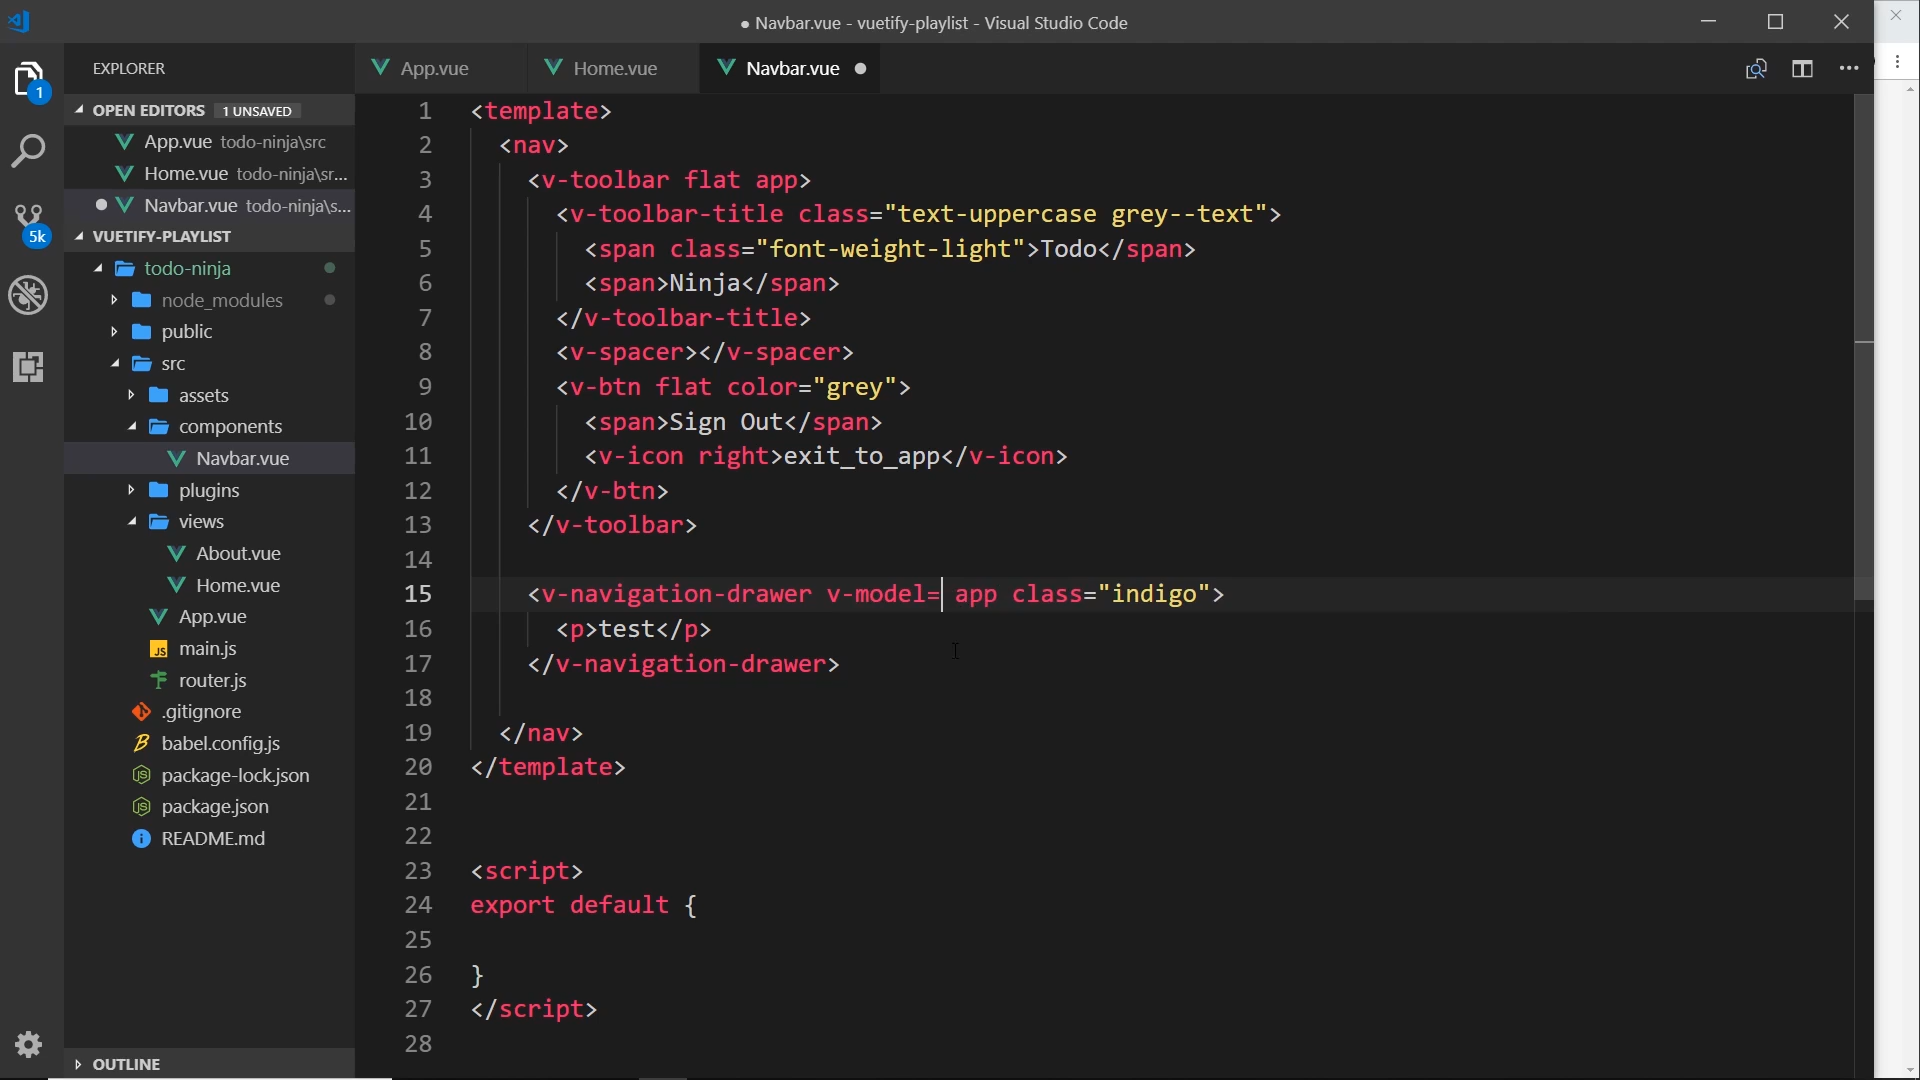 ● Navbar.vue - vuetify-playlist - Visual Studio Code
EXPLORER
OPEN EDITORS 1 UNSAVED
App.vue todo-ninja\src
Home.vue todo-ninja\sr...
Navbar.vue todo-ninja\s...
VUETIFY-PLAYLIST
todo-ninja
node_modules
public
src
assets
components
Navbar.vue
plugins
views
About.vue
Home.vue
App.vue
main.js
router.js
.gitignore
babel.config.js
package-lock.json
package.json
README.md
OUTLINE
1
5k
App.vue
Home.vue
Navbar.vue ●
1 <template>
2 <nav>
3 <v-toolbar flat app>
4 <v-toolbar-title class="text-uppercase grey--text">
5 <span class="font-weight-light">Todo</span>
6 <span>Ninja</span>
7 </v-toolbar-title>
8 <v-spacer></v-spacer>
9 <v-btn flat color="grey">
10 <span>Sign Out</span>
11 <v-icon right>exit_to_app</v-icon>
12 </v-btn>
13 </v-toolbar>
14
15 <v-navigation-drawer v-model= app class="indigo">
16 <p>test</p>
17 </v-navigation-drawer>
18
19 </nav>
20 </template>
21
22
23 <script>
24 export default {
25
26 }
27 </script>
28